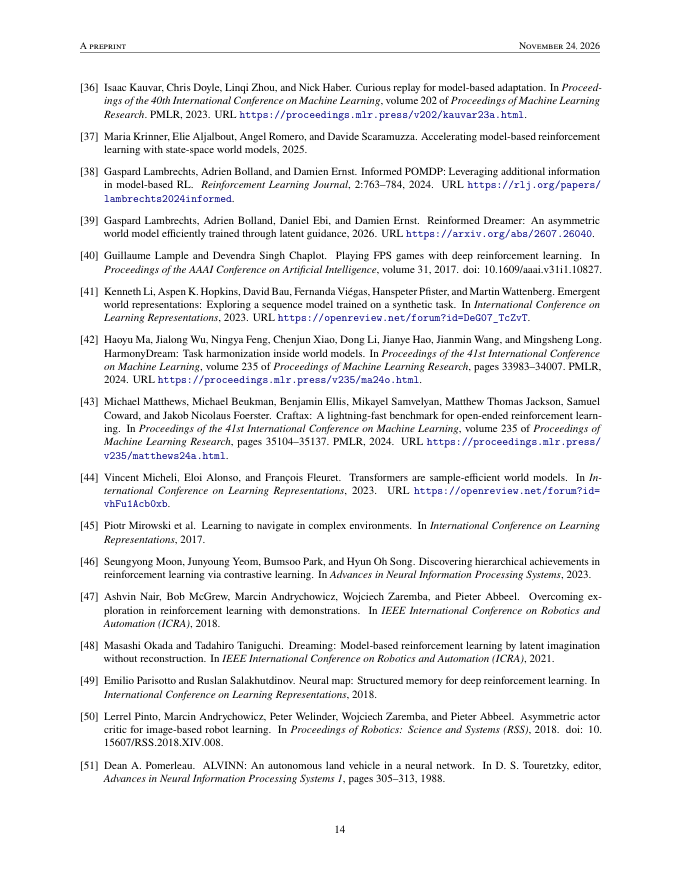 A PREPRINT NOVEMBER 24, 2026
[36] Isaac Kauvar, Chris Doyle, Linqi Zhou, and Nick Haber. Curious replay for model-based adaptation. In Proceed-
ings of the 40th International Conference on Machine Learning, volume 202 of Proceedings of Machine Learning
Research. PMLR, 2023. URL https://proceedings.mlr.press/v202/kauvar23a.html.
[37] Maria Krinner, Elie Aljalbout, Angel Romero, and Davide Scaramuzza. Accelerating model-based reinforcement
learning with state-space world models, 2025.
[38] Gaspard Lambrechts, Adrien Bolland, and Damien Ernst. Informed POMDP: Leveraging additional information
in model-based RL. Reinforcement Learning Journal, 2:763–784, 2024. URL https://rlj.org/papers/
lambrechts2024informed.
[39] Gaspard Lambrechts, Adrien Bolland, Daniel Ebi, and Damien Ernst. Reinformed Dreamer: An asymmetric
world model efficiently trained through latent guidance, 2026. URL https://arxiv.org/abs/2607.26040.
[40] Guillaume Lample and Devendra Singh Chaplot. Playing FPS games with deep reinforcement learning. In
Proceedings of the AAAI Conference on Artificial Intelligence, volume 31, 2017. doi: 10.1609/aaai.v31i1.10827.
[41] Kenneth Li, Aspen K. Hopkins, David Bau, Fernanda Viégas, Hanspeter Pfister, and Martin Wattenberg. Emergent
world representations: Exploring a sequence model trained on a synthetic task. In International Conference on
Learning Representations, 2023. URL https://openreview.net/forum?id=DeG07_TcZvT.
[42] Haoyu Ma, Jialong Wu, Ningya Feng, Chenjun Xiao, Dong Li, Jianye Hao, Jianmin Wang, and Mingsheng Long.
HarmonyDream: Task harmonization inside world models. In Proceedings of the 41st International Conference
on Machine Learning, volume 235 of Proceedings of Machine Learning Research, pages 33983–34007. PMLR,
2024. URL https://proceedings.mlr.press/v235/ma24o.html.
[43] Michael Matthews, Michael Beukman, Benjamin Ellis, Mikayel Samvelyan, Matthew Thomas Jackson, Samuel
Coward, and Jakob Nicolaus Foerster. Craftax: A lightning-fast benchmark for open-ended reinforcement learn-
ing. In Proceedings of the 41st International Conference on Machine Learning, volume 235 of Proceedings of
Machine Learning Research, pages 35104–35137. PMLR, 2024. URL https://proceedings.mlr.press/
v235/matthews24a.html.
[44] Vincent Micheli, Eloi Alonso, and François Fleuret. Transformers are sample-efficient world models. In In-
ternational Conference on Learning Representations, 2023. URL https://openreview.net/forum?id=
vhFu1Acb0xb.
[45] Piotr Mirowski et al. Learning to navigate in complex environments. In International Conference on Learning
Representations, 2017.
[46] Seungyong Moon, Junyoung Yeom, Bumsoo Park, and Hyun Oh Song. Discovering hierarchical achievements in
reinforcement learning via contrastive learning. In Advances in Neural Information Processing Systems, 2023.
[47] Ashvin Nair, Bob McGrew, Marcin Andrychowicz, Wojciech Zaremba, and Pieter Abbeel. Overcoming ex-
ploration in reinforcement learning with demonstrations. In IEEE International Conference on Robotics and
Automation (ICRA), 2018.
[48] Masashi Okada and Tadahiro Taniguchi. Dreaming: Model-based reinforcement learning by latent imagination
without reconstruction. In IEEE International Conference on Robotics and Automation (ICRA), 2021.
[49] Emilio Parisotto and Ruslan Salakhutdinov. Neural map: Structured memory for deep reinforcement learning. In
International Conference on Learning Representations, 2018.
[50] Lerrel Pinto, Marcin Andrychowicz, Peter Welinder, Wojciech Zaremba, and Pieter Abbeel. Asymmetric actor
critic for image-based robot learning. In Proceedings of Robotics: Science and Systems (RSS), 2018. doi: 10.
15607/RSS.2018.XIV.008.
[51] Dean A. Pomerleau. ALVINN: An autonomous land vehicle in a neural network. In D. S. Touretzky, editor,
Advances in Neural Information Processing Systems 1, pages 305–313, 1988.
14